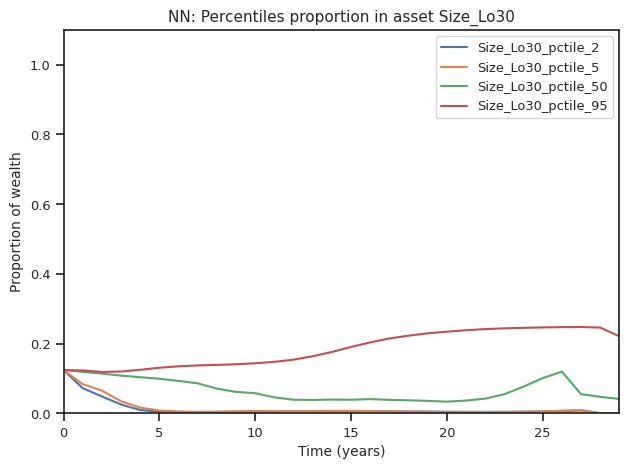 NN: Percentiles proportion in asset Size_Lo30
Size_Lo30_pctile_2
Size_Lo30_pctile_5
Size_Lo30_pctile_50
Size_Lo30_pctile_95
Proportion of wealth
1.0
0.8
0.6
0.4
0.2
0.0
0 5 10 15 20 25
Time (years)